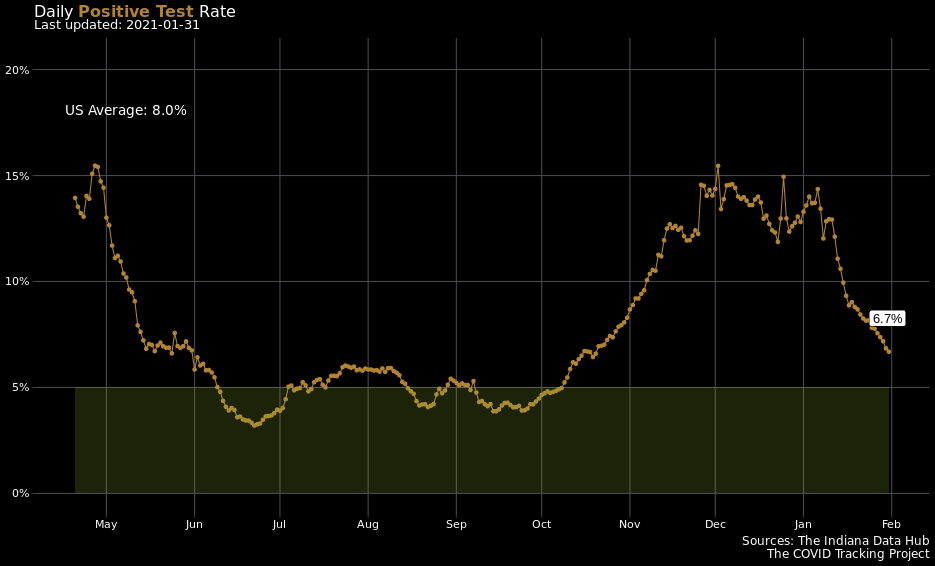 Daily Positive Test Rate
Last updated: 2021-01-31
20%
US Average: 8.0%
15%
10%
6.7%
5%
0%
May Jun Jul Aug Sep Oct Nov Dec Jan Feb
Sources: The Indiana Data Hub
The COVID Tracking Project